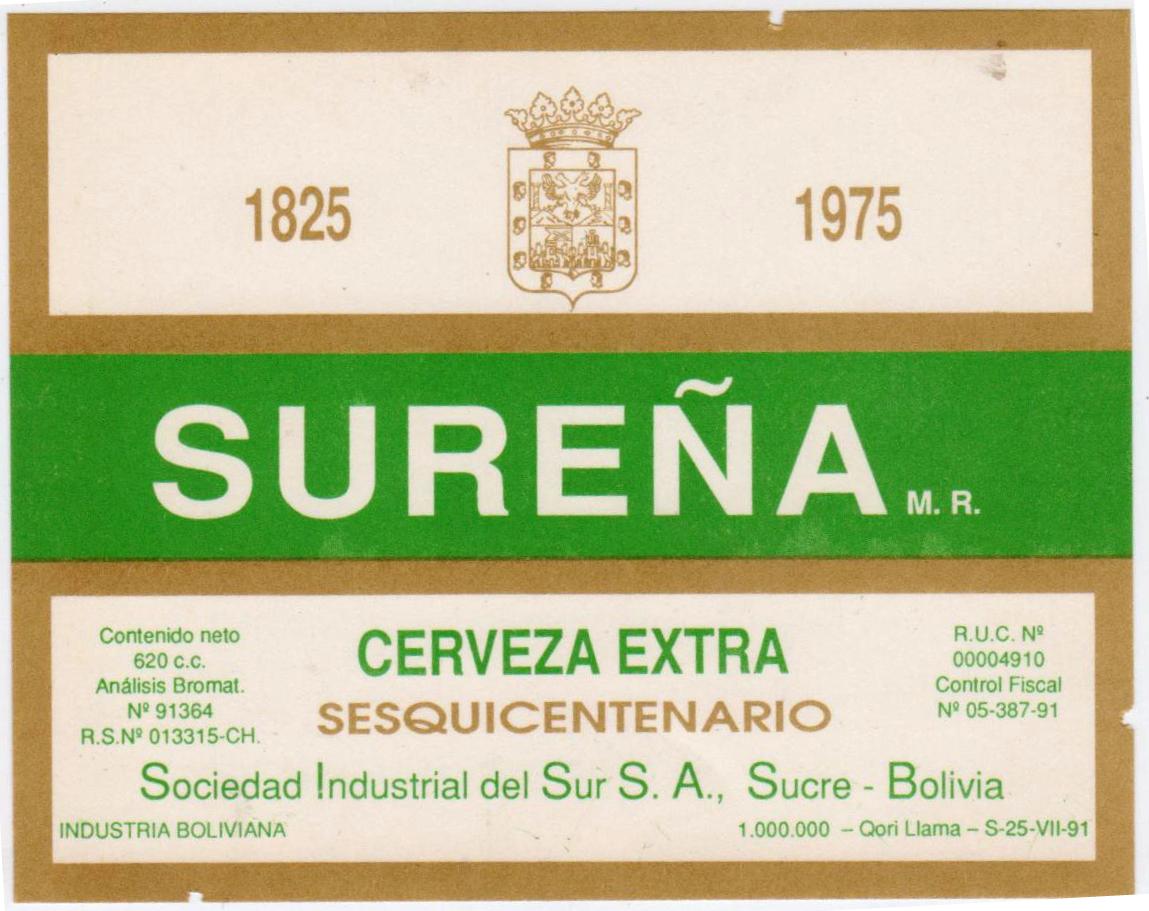 1825 1975
SUREÑA M. R.
Contenido neto
620 c.c.
Análisis Bromat.
Nº 91364
R.S.Nº 013315-CH.
CERVEZA EXTRA
SESQUICENTENARIO
R.U.C. Nº
00004910
Control Fiscal
Nº 05-387-91
Sociedad Industrial del Sur S. A., Sucre - Bolivia
INDUSTRIA BOLIVIANA
1.000.000 – Qori Llama – S-25-VII-91